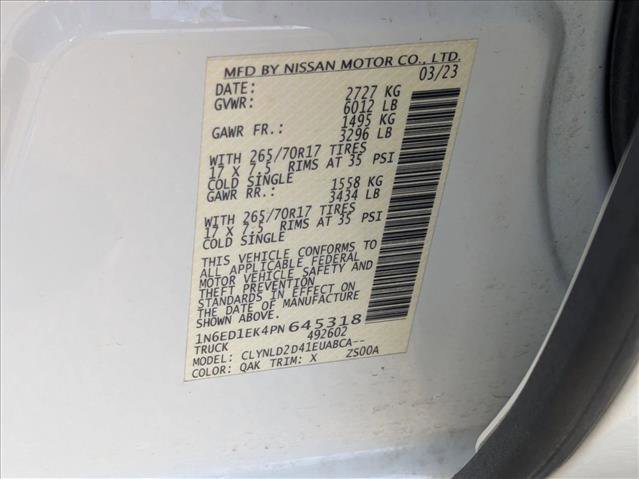 MFD BY NISSAN MOTOR CO., LTD.
DATE: 03/23
GVWR: 2727 KG
6012 LB
GAWR FR.: 1495 KG
3296 LB
WITH 265/70R17 TIRES
17 X 7.5 RIMS AT 35 PSI
COLD SINGLE
GAWR RR.: 1558 KG
3434 LB
WITH 265/70R17 TIRES
17 X 7.5 RIMS AT 35 PSI
COLD SINGLE
THIS VEHICLE CONFORMS TO
ALL APPLICABLE FEDERAL
MOTOR VEHICLE SAFETY AND
THEFT PREVENTION
STANDARDS IN EFFECT ON
THE DATE OF MANUFACTURE
SHOWN ABOVE.
1N6ED1EK4PN645318
TRUCK 492602
MODEL: CLYNLD2D41EUABCA--
COLOR: QAK TRIM: X ZS00A